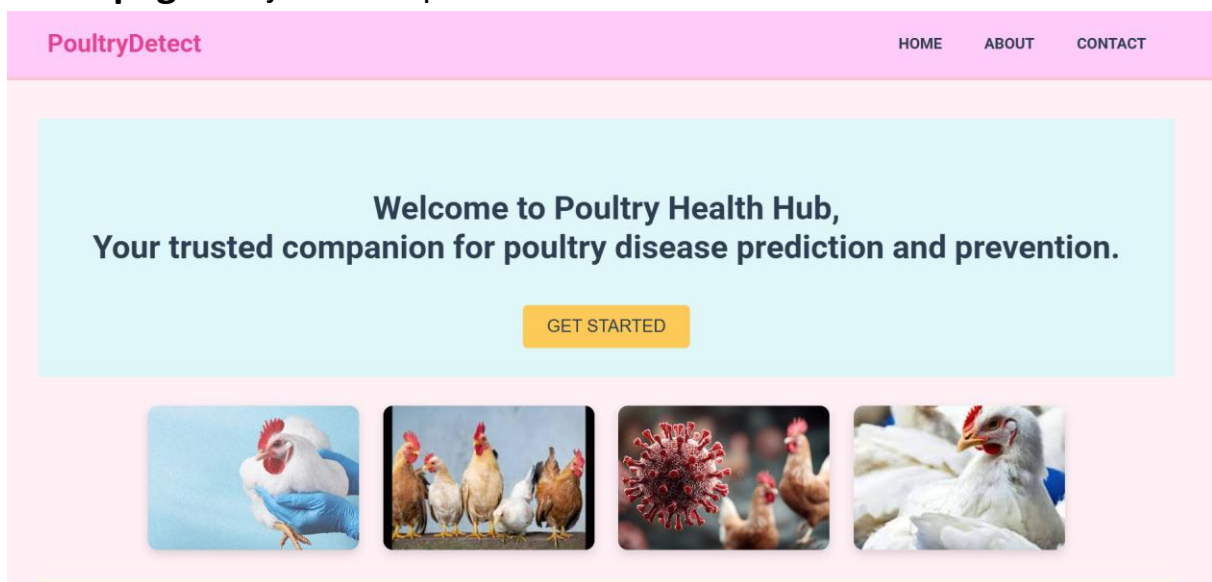 PoultryDetect
HOME ABOUT CONTACT
Welcome to Poultry Health Hub,
Your trusted companion for poultry disease prediction and prevention.
GET STARTED